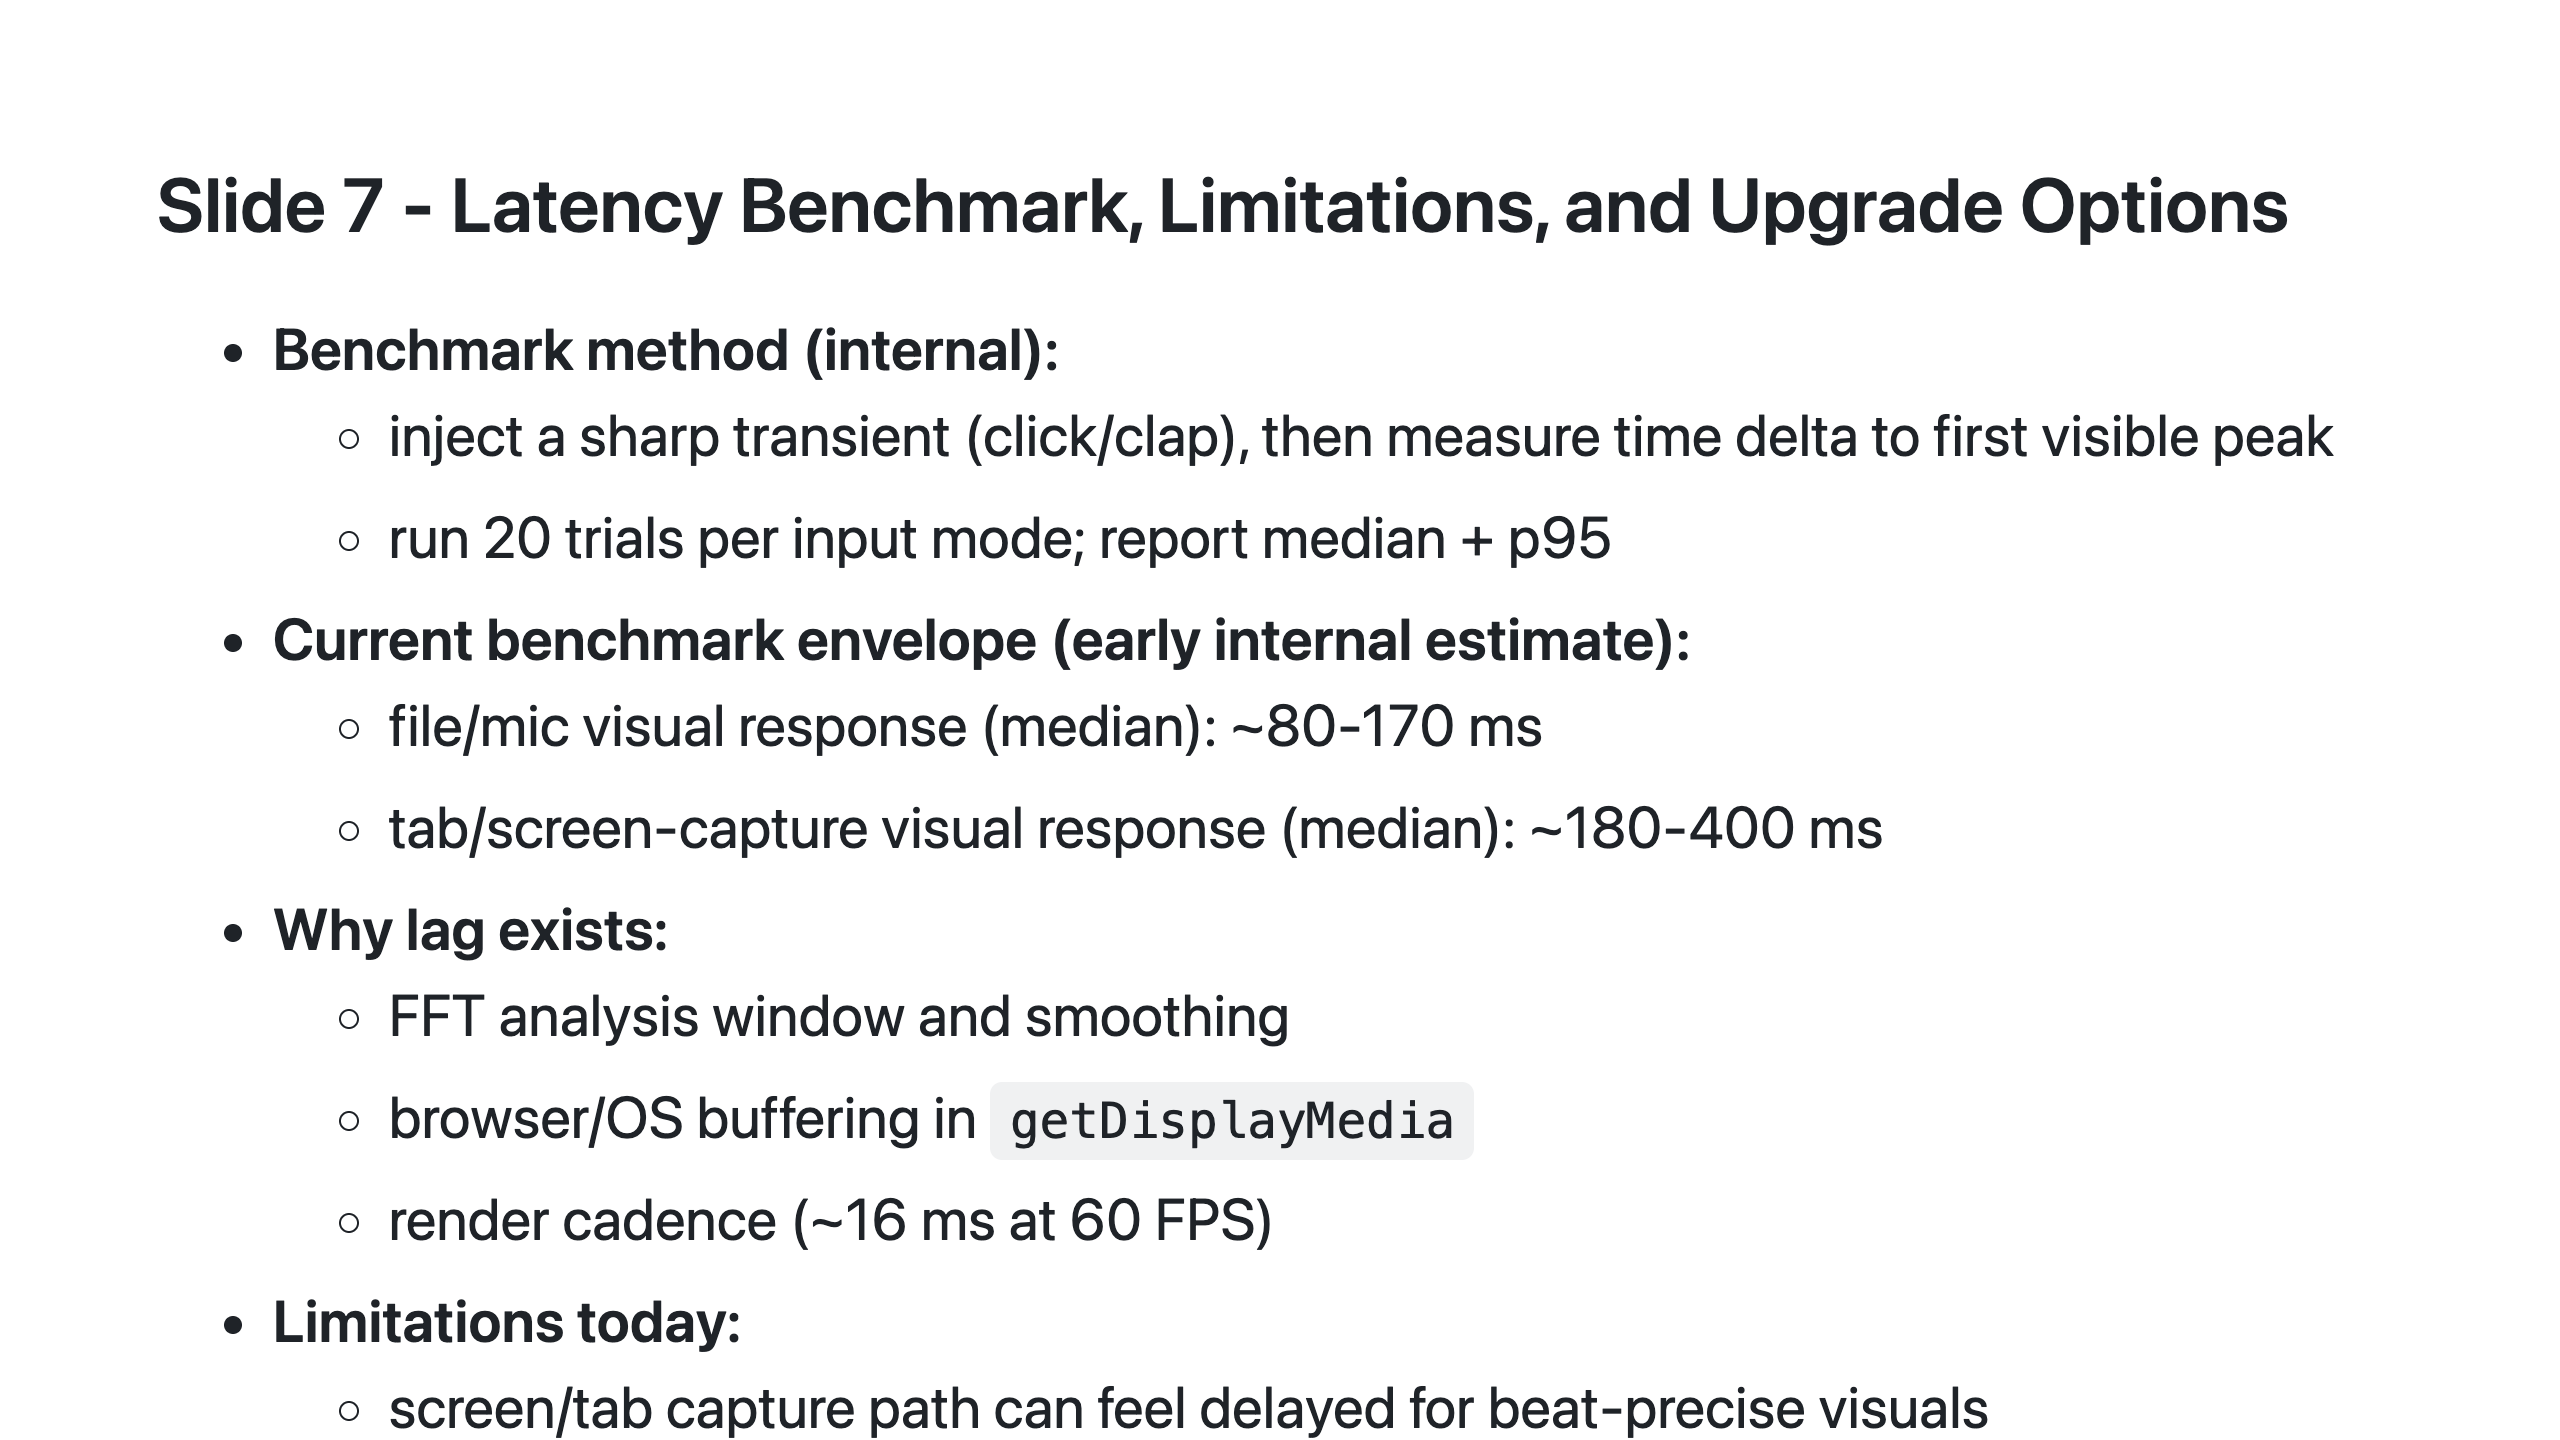 Slide 7 - Latency Benchmark, Limitations, and Upgrade Options
• Benchmark method (internal):
○ inject a sharp transient (click/clap), then measure time delta to first visible peak
○ run 20 trials per input mode; report median + p95
• Current benchmark envelope (early internal estimate):
○ file/mic visual response (median): ~80-170 ms
○ tab/screen-capture visual response (median): ~180-400 ms
• Why lag exists:
○ FFT analysis window and smoothing
○ browser/OS buffering in getDisplayMedia
○ render cadence (~16 ms at 60 FPS)
• Limitations today:
○ screen/tab capture path can feel delayed for beat-precise visuals